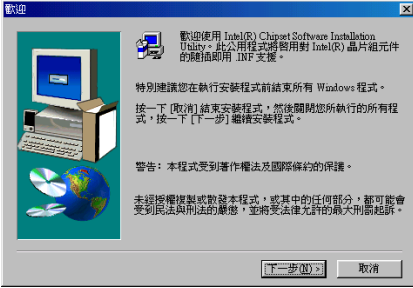 歡迎
歡迎使用 Intel(R) Chipset Software Installation
Utility。此公用程式將啓用對 Intel(R) 晶片組元件
的隨插即用 .INF 支援。
特別建議您在執行安裝程式前結束所有 Windows 程式。
按一下 [取消] 結束安裝程式，然後關閉您所執行的所有程
式，按一下 [下一步] 繼續安裝程式。
警告: 本程式受到著作權法及國際條約的保護。
未經授權複製或散發本程式，或其中的任何部分，都可能會
受到民法與刑法的嚴懲，並將受法律允許的最大刑罰起訴。
下一步(N) >
取消